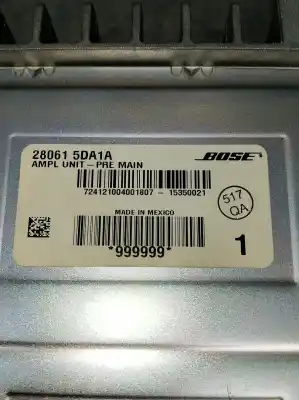 28061 5DA1A
AMPL UNIT-PRE MAIN
BOSE
724121004001807 - 15350021
517
QA
MADE IN MEXICO
*999999*
1